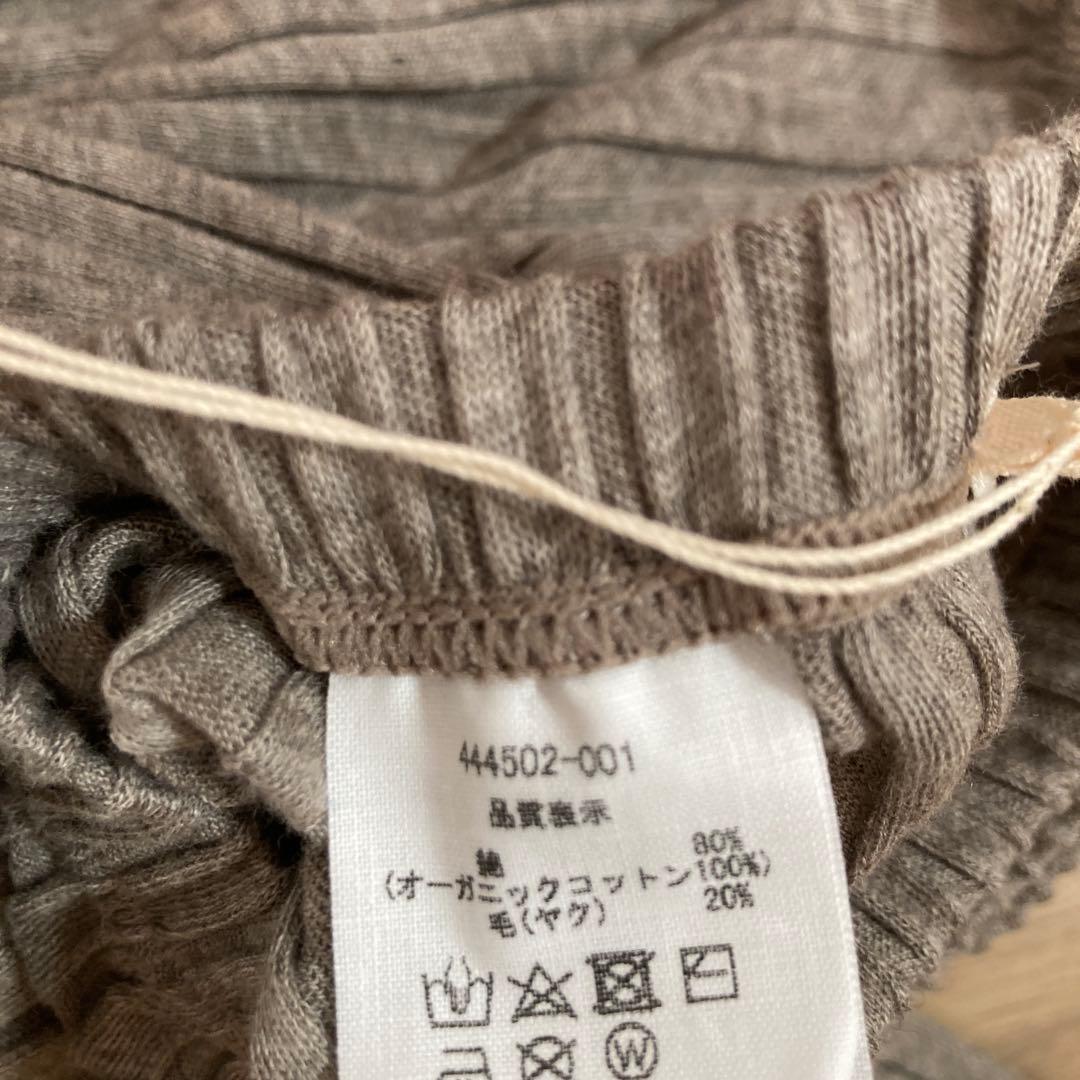 444502-001
品質表示
綿 80%
(オーガニックコットン100%)
毛(ヤク) 20%
W